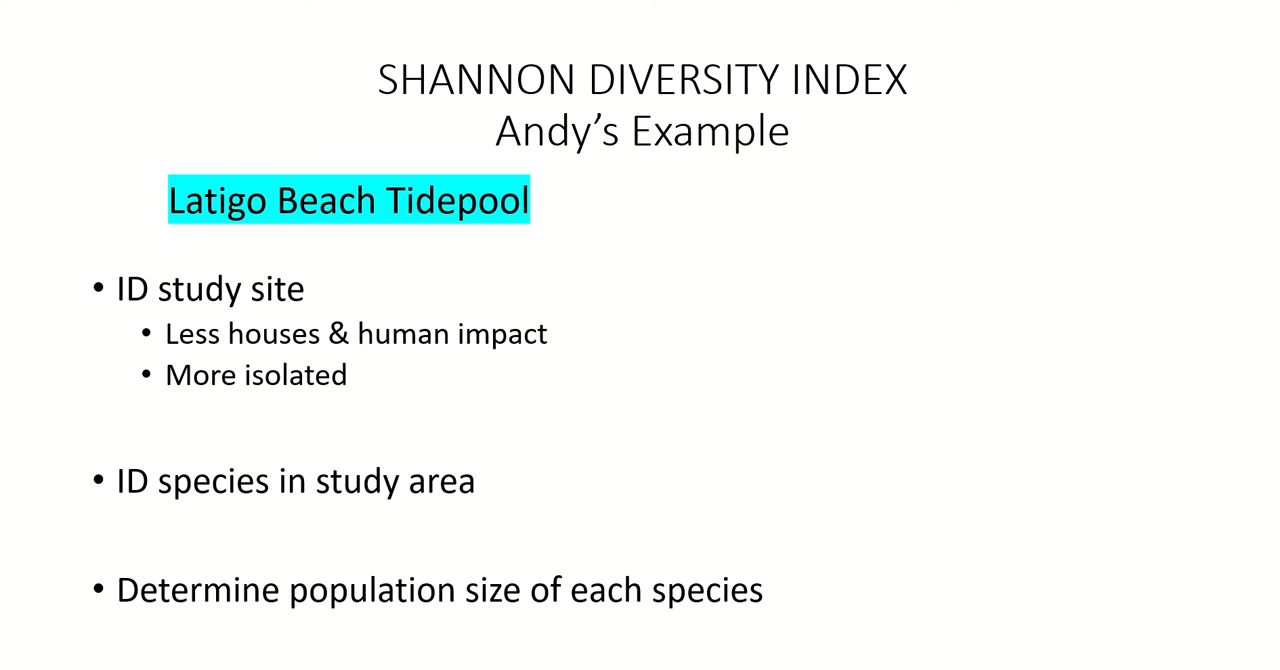 SHANNON DIVERSITY INDEX
Andy’s Example
Latigo Beach Tidepool
• ID study site
• Less houses & human impact
• More isolated
• ID species in study area
• Determine population size of each species